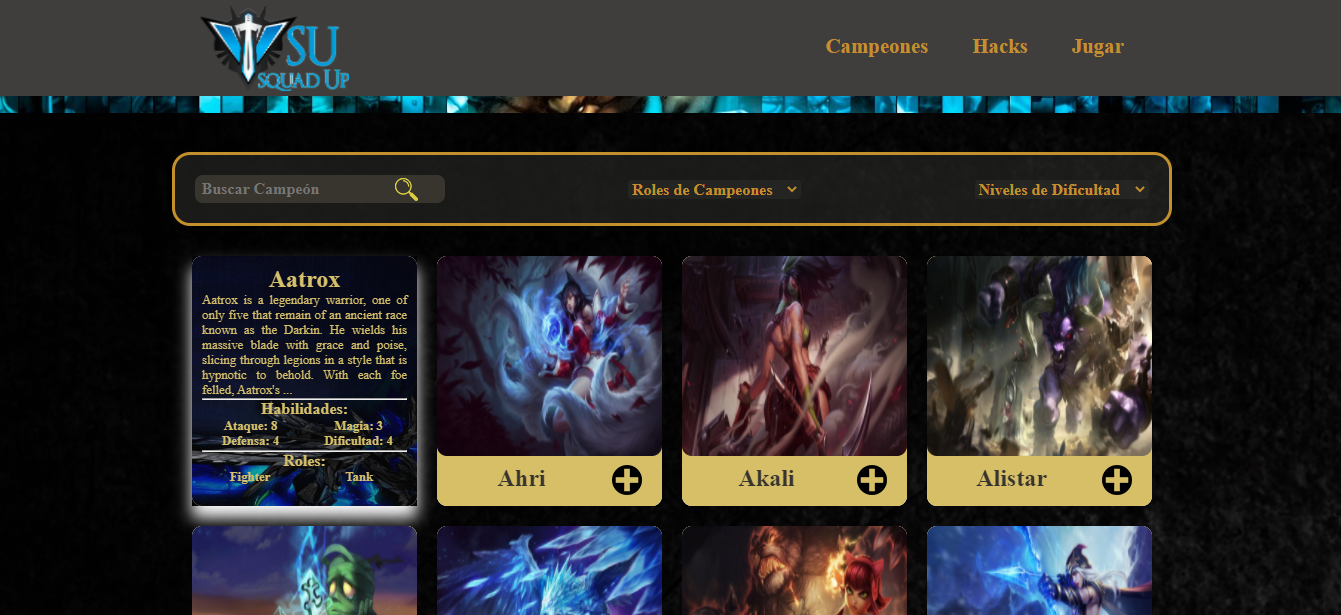 SU
SQUAD UP
Campeones Hacks Jugar
Buscar Campeón
Roles de Campeones
Niveles de Dificultad
Aatrox
Aatrox is a legendary warrior, one of
only five that remain of an ancient race
known as the Darkin. He wields his
massive blade with grace and poise,
slicing through legions in a style that is
hypnotic to behold. With each foe
felled, Aatrox's ...
Habilidades:
Ataque: 8 Magia: 3
Defensa: 4 Dificultad: 4
Roles:
Fighter Tank
Ahri
Akali
Alistar